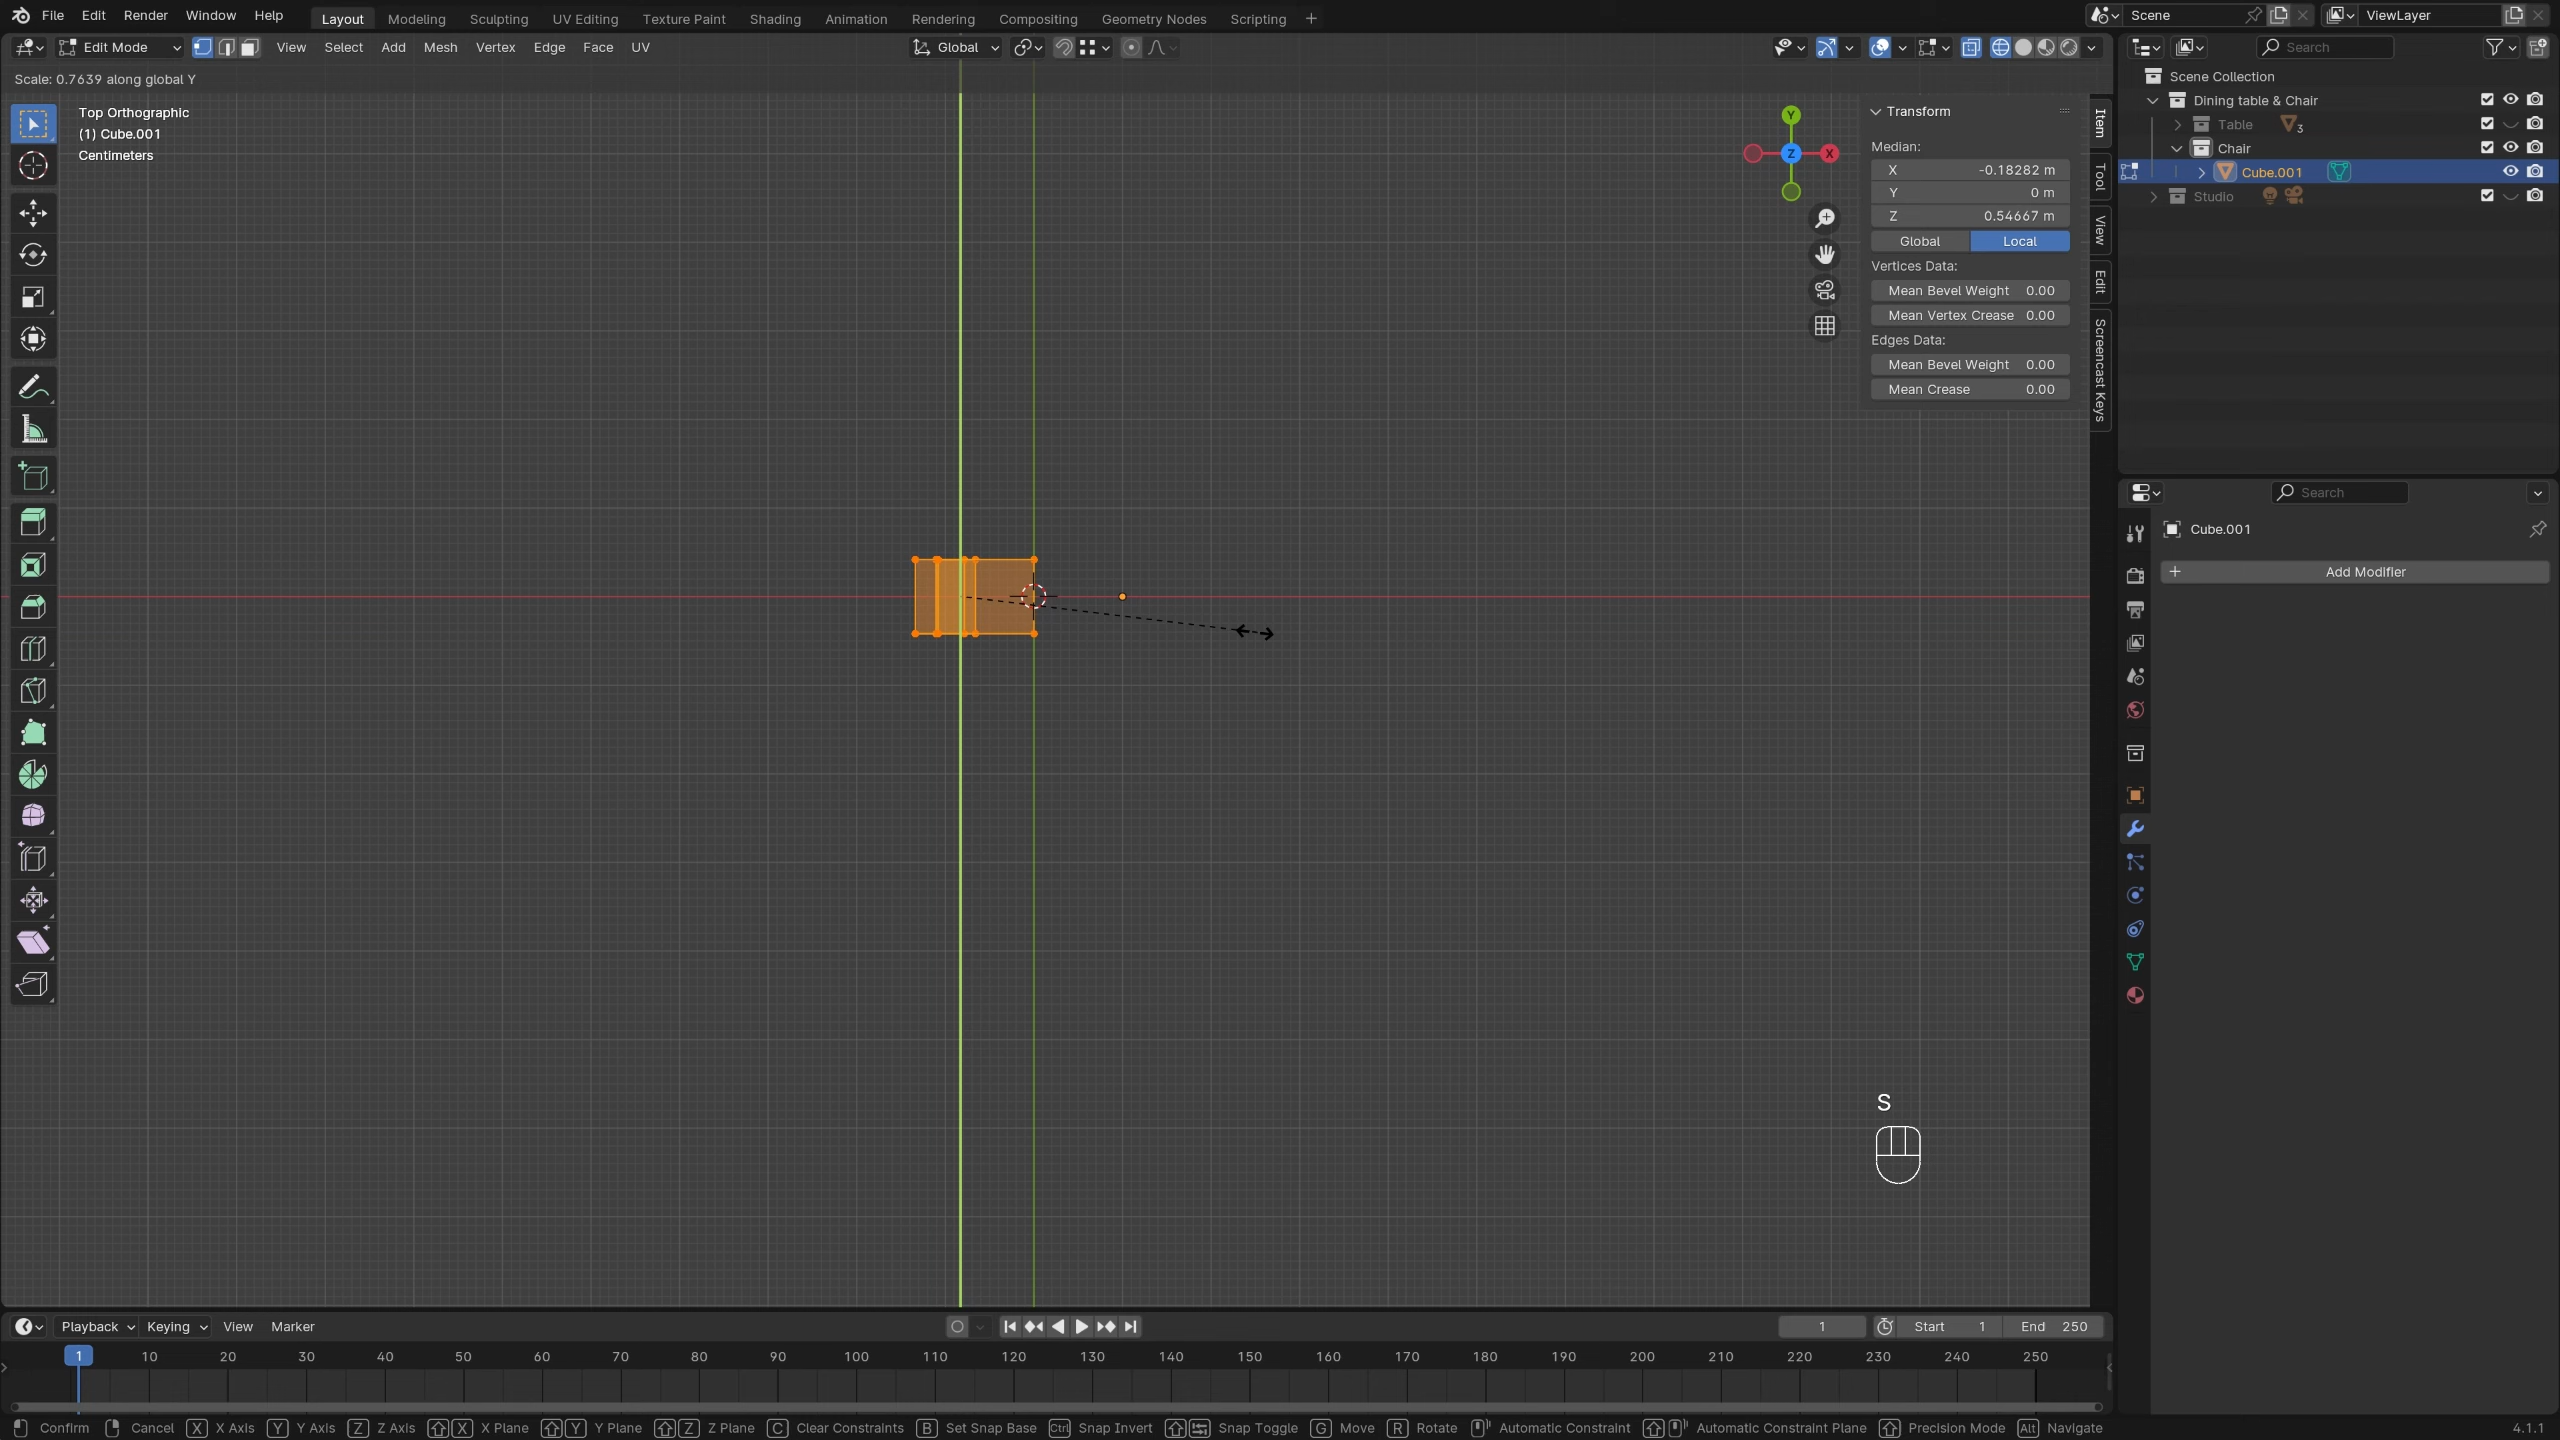 File Edit Render Window Help Layout Modeling Sculpting UV Editing Texture Paint Shading Animation Rendering Compositing Geometry Nodes Scripting + Scene ViewLayer
Edit Mode View Select Add Mesh Vertex Edge Face UV Global Search
Scale: 0.7639 along global Y
Top Orthographic
(1) Cube.001
Centimeters
Y
Z
X
Transform
Median:
X -0.18282 m
Y 0 m
Z 0.54667 m
Global Local
Vertices Data:
Mean Bevel Weight 0.00
Mean Vertex Crease 0.00
Edges Data:
Mean Bevel Weight 0.00
Mean Crease 0.00
Item
Tool
View
Edit
Screencast Keys
Scene Collection
Dining table & Chair
Table 3
Chair
Cube.001
Studio
Search
Cube.001
+ Add Modifier
S
Playback Keying View Marker 1 Start 1 End 250
1 10 20 30 40 50 60 70 80 90 100 110 120 130 140 150 160 170 180 190 200 210 220 230 240 250
Confirm Cancel X X Axis Y Y Axis Z Z Axis X X Plane Y Y Plane Z Z Plane C Clear Constraints B Set Snap Base Ctrl Snap Invert Snap Toggle G Move R Rotate Automatic Constraint Automatic Constraint Plane Precision Mode Alt Navigate 4.1.1